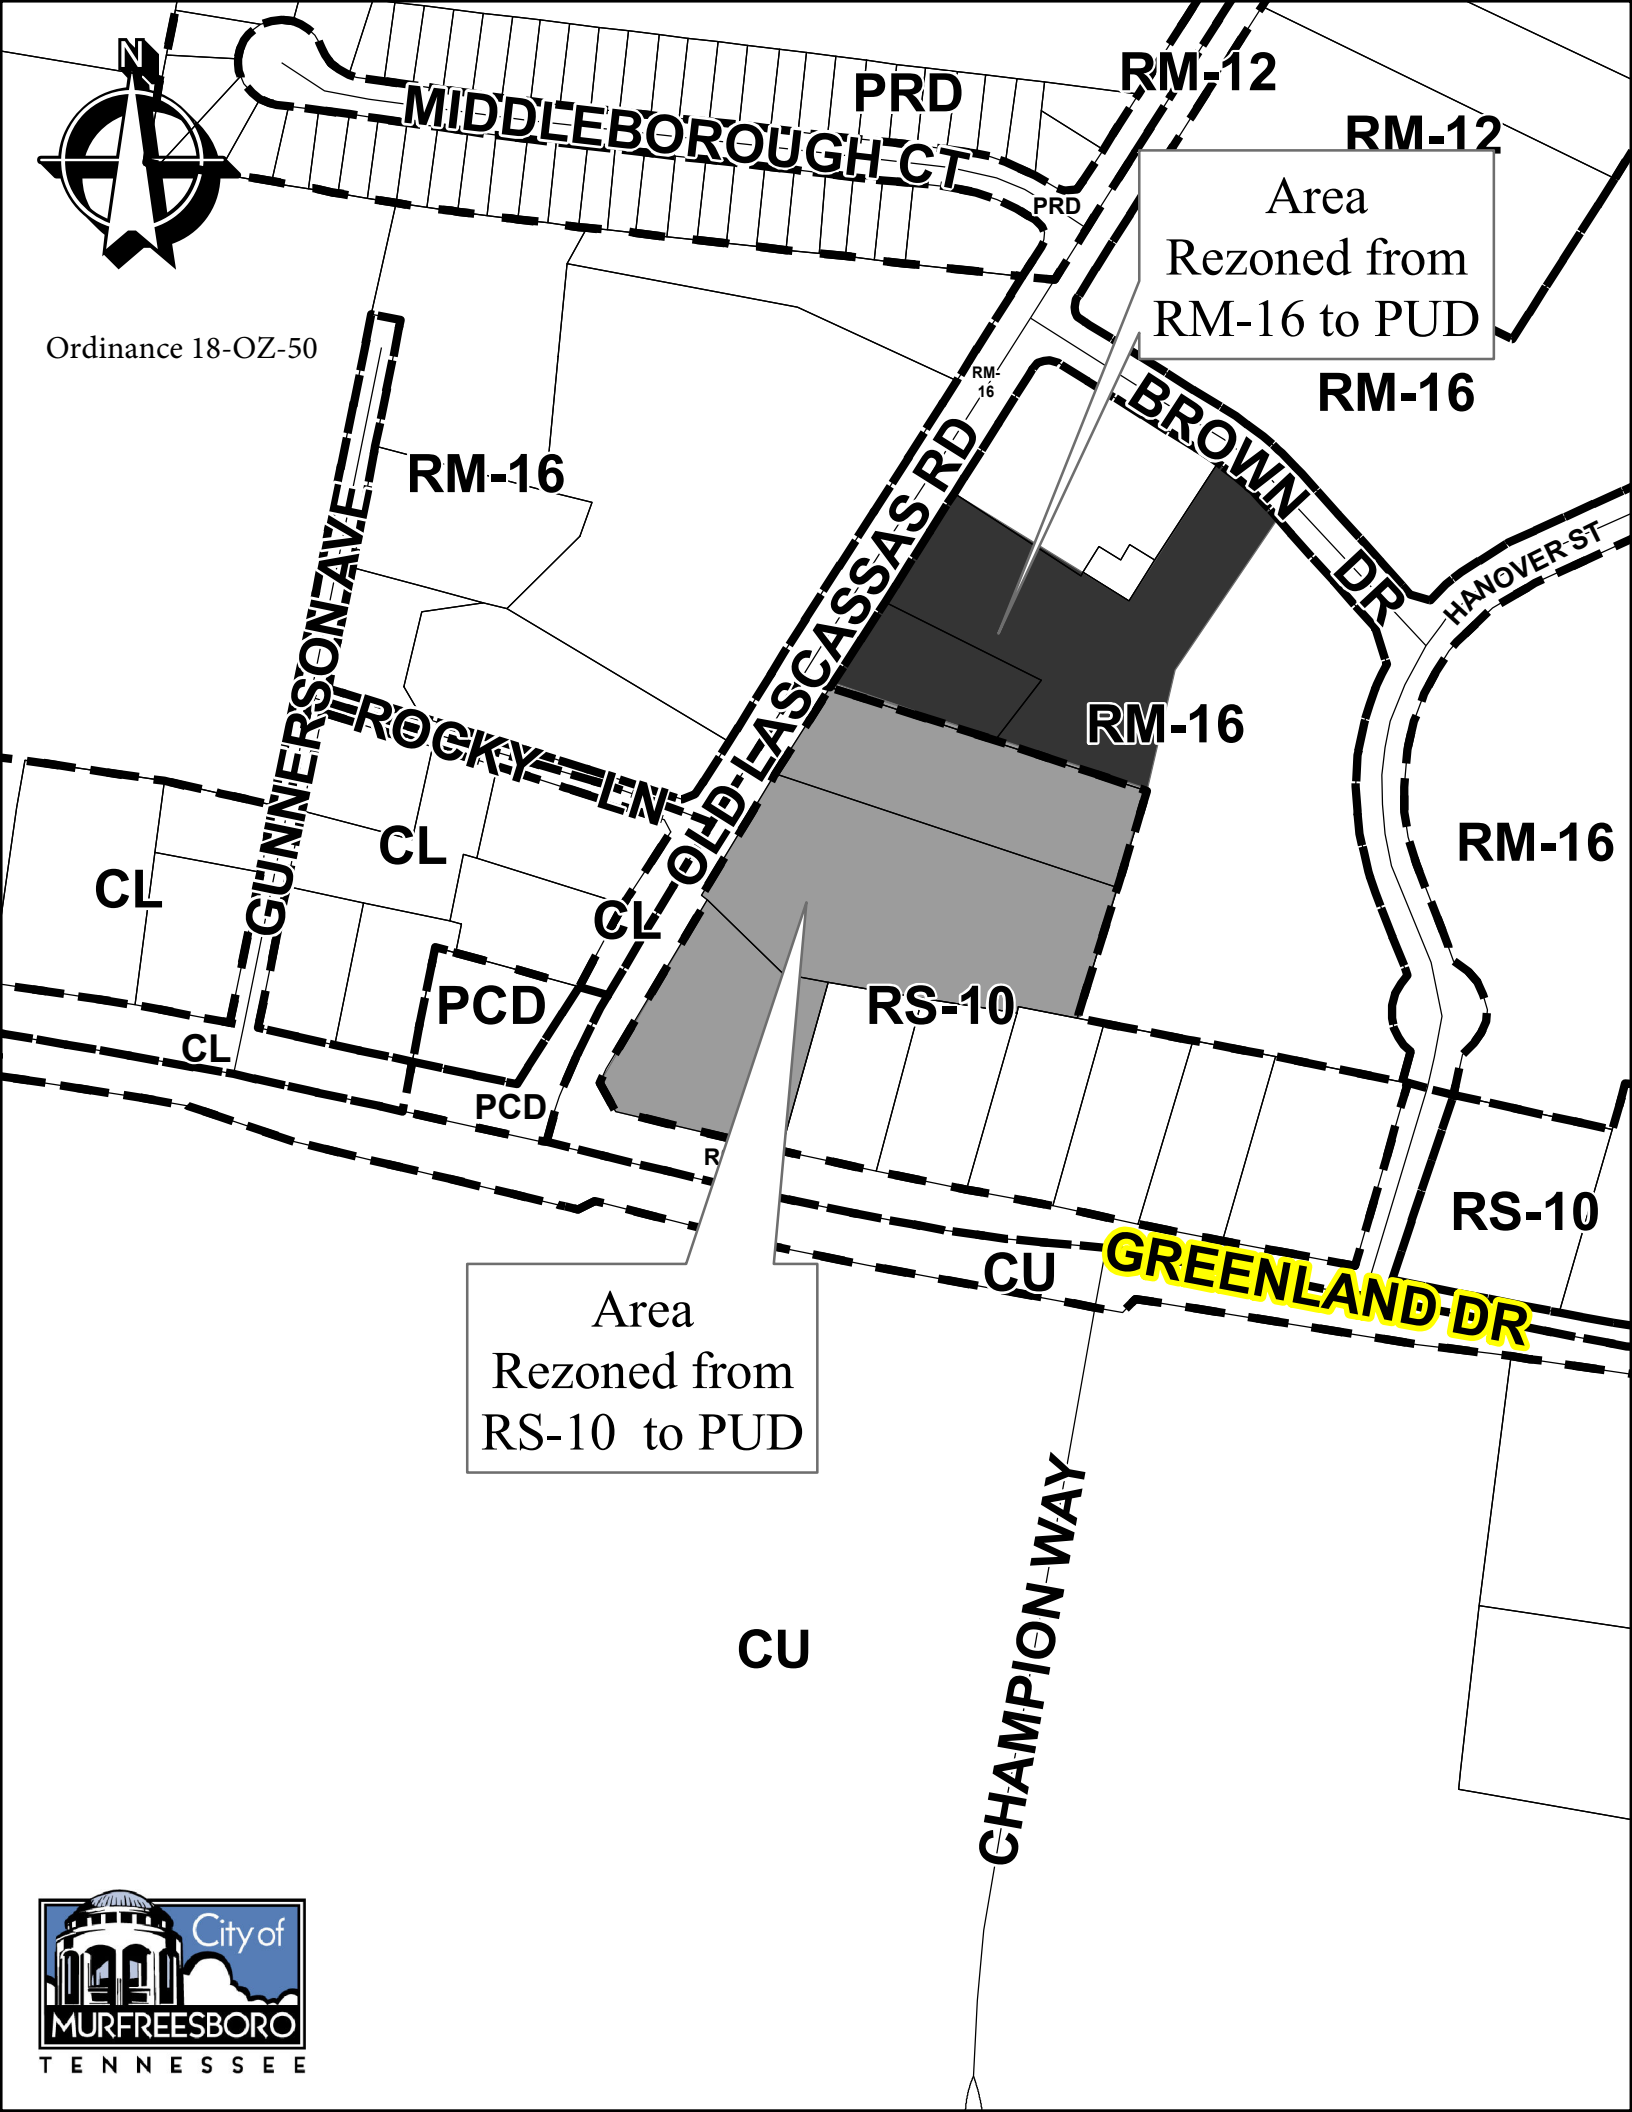 N
PRD
RM-12
RM-12
MIDDLEBOROUGH CT
PRD
Area
Rezoned from
RM-16 to PUD
Ordinance 18-OZ-50
RM-
16
RM-16
BROWN DR
RM-16
OLD LASCASSAS RD
HANOVER ST
GUNNERSON AVE
ROCKY LN
RM-16
RM-16
CL
CL
CL
PCD
RS-10
CL
PCD
RS-10
GREENLAND DR
CU
Area
Rezoned from
RS-10 to PUD
CHAMPION WAY
CU
City of
MURFREESBORO
TENNESSEE